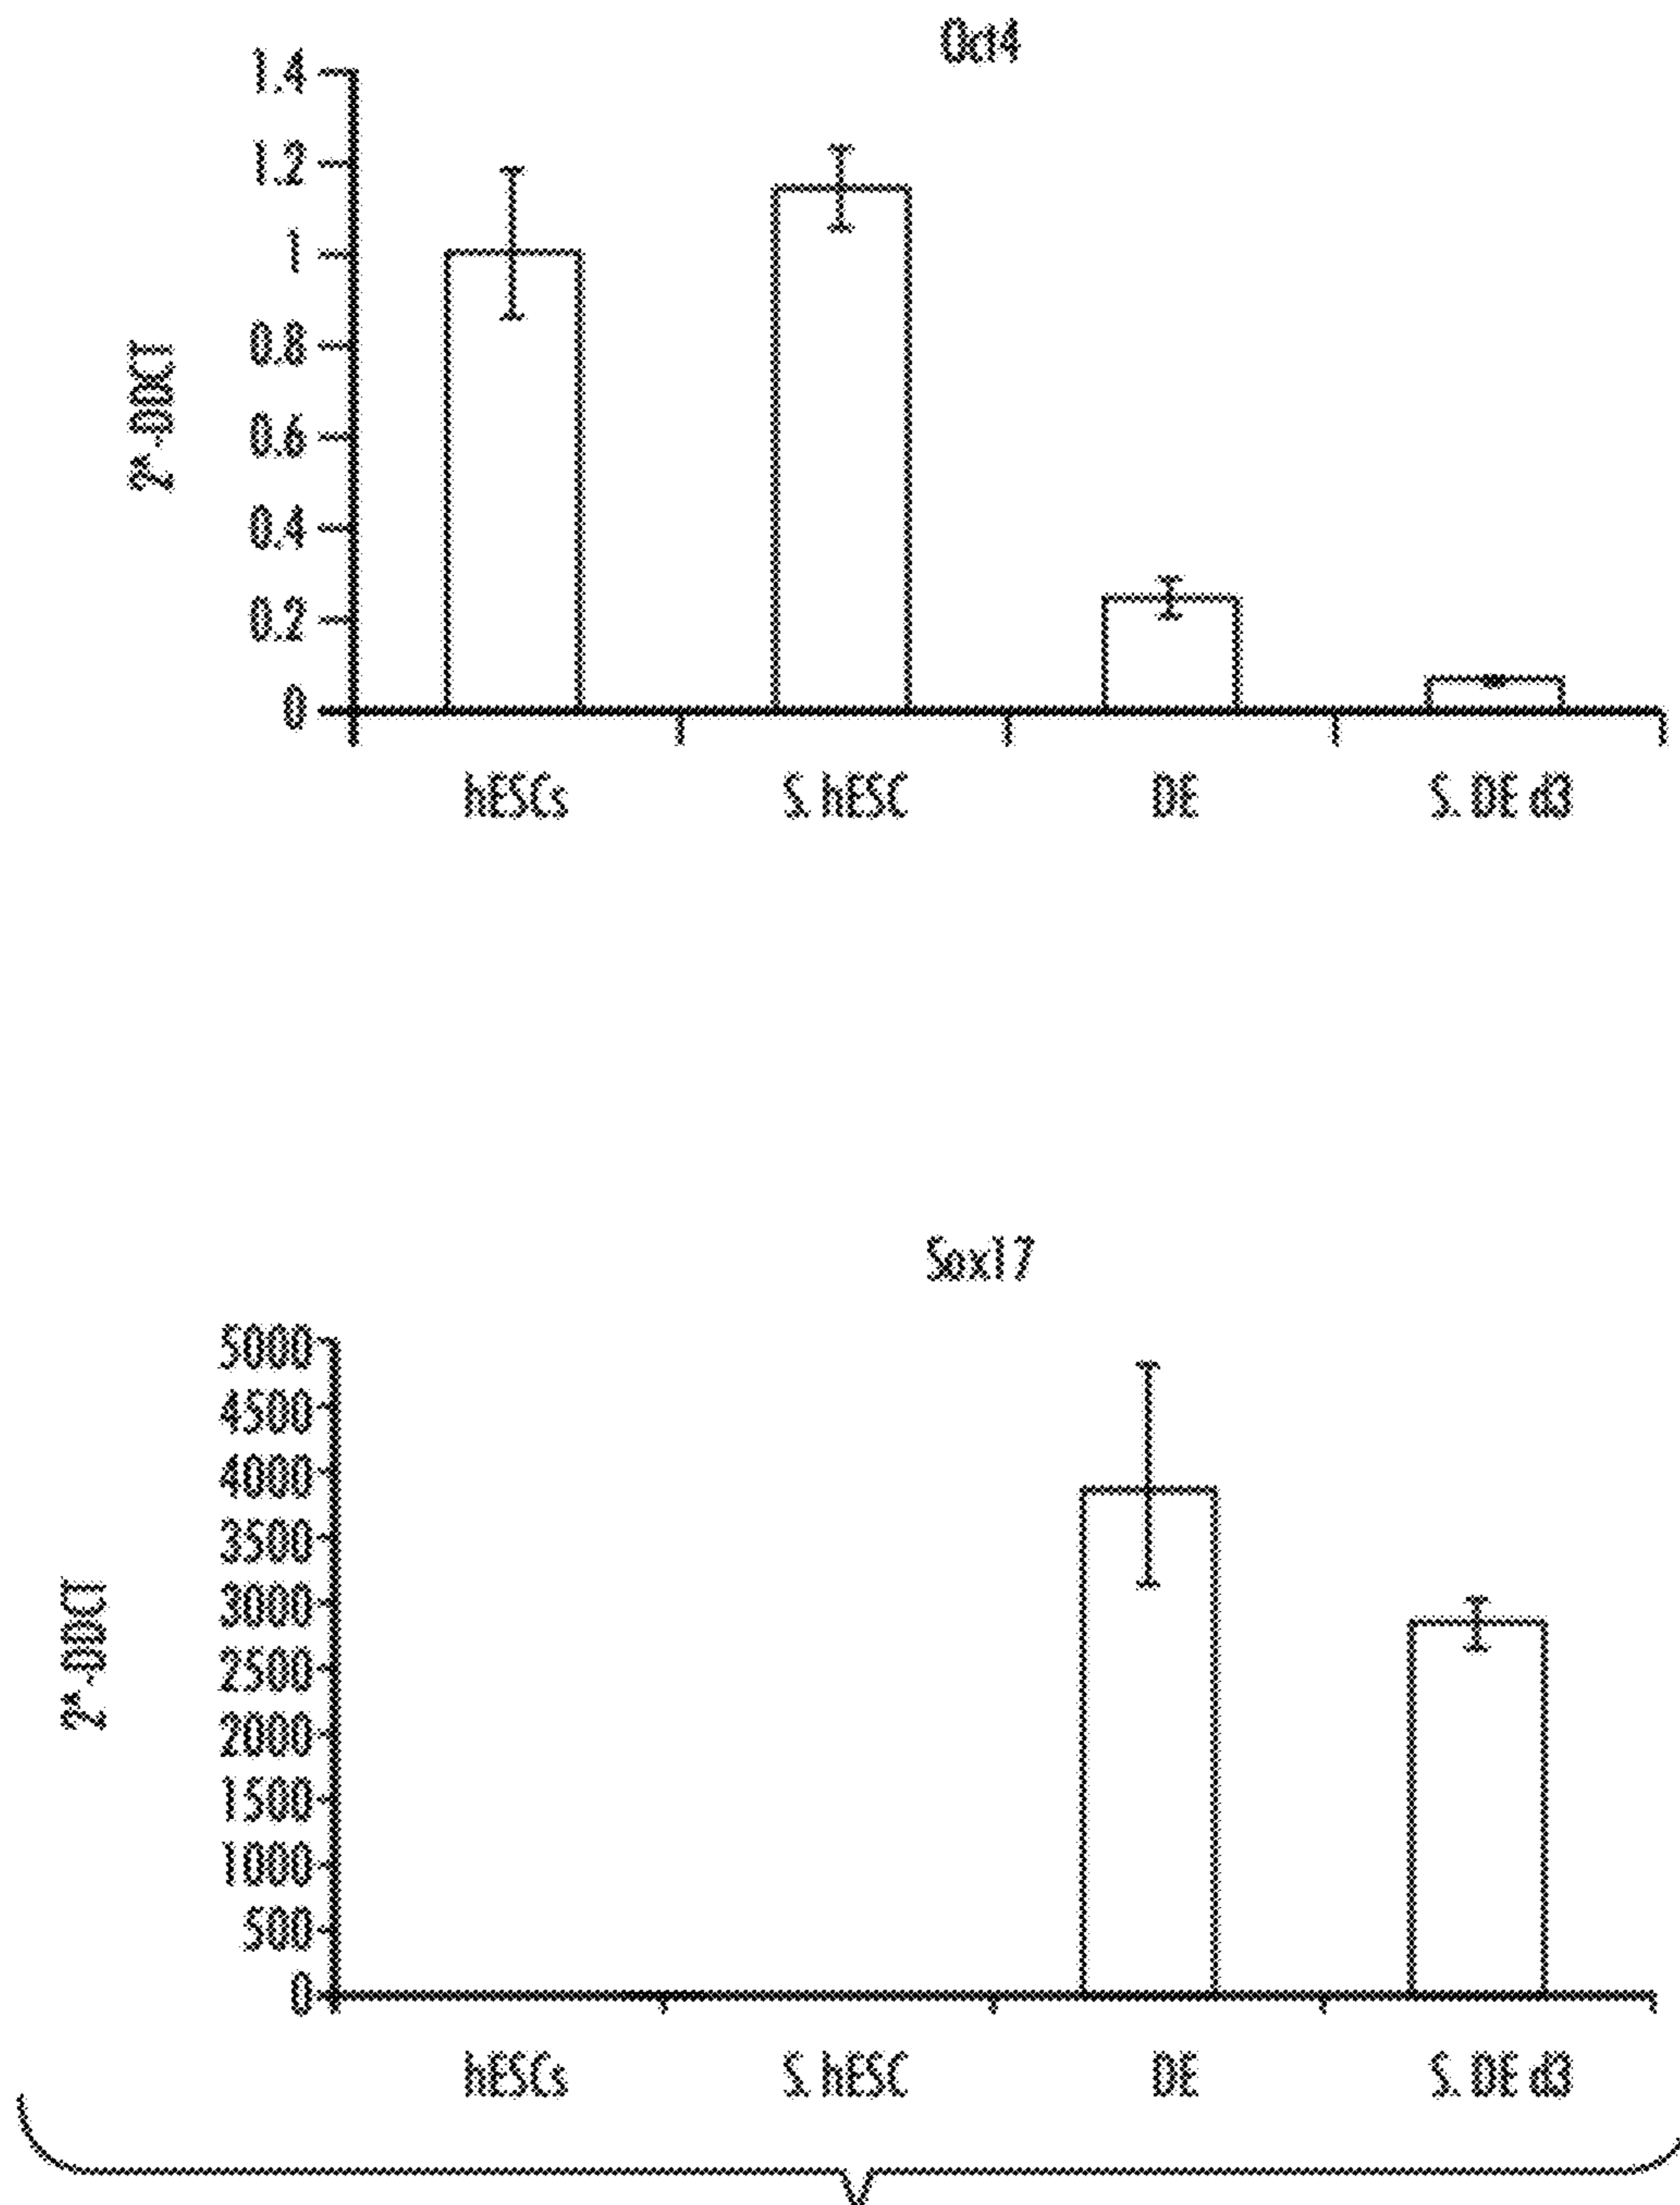 Oct4
1.4
1.2
1
0.8
0.6
0.4
0.2
0
2^-DDCT
hESCs
S. hESC
DE
S. DE d3
Sox17
5000
4500
4000
3500
3000
2500
2000
1500
1000
500
0
2^-DDCT
hESCs
S. hESC
DE
S. DE d3